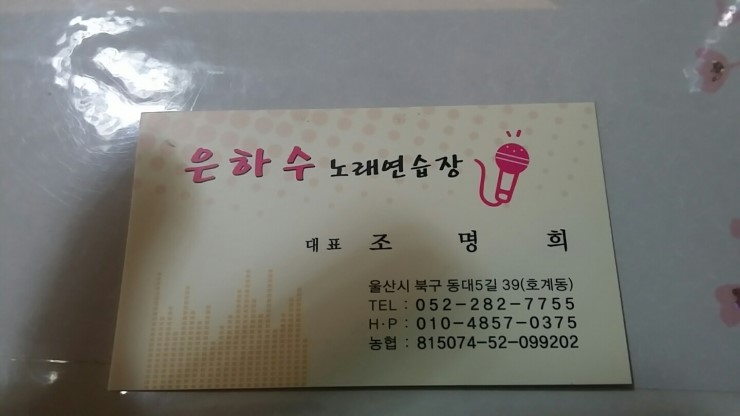 은하수 노래연습장
대표 조 명 희
울산시 북구 동대5길 39(호계동)
TEL : 052-282-7755
H·P : 010-4857-0375
농협 : 815074-52-099202